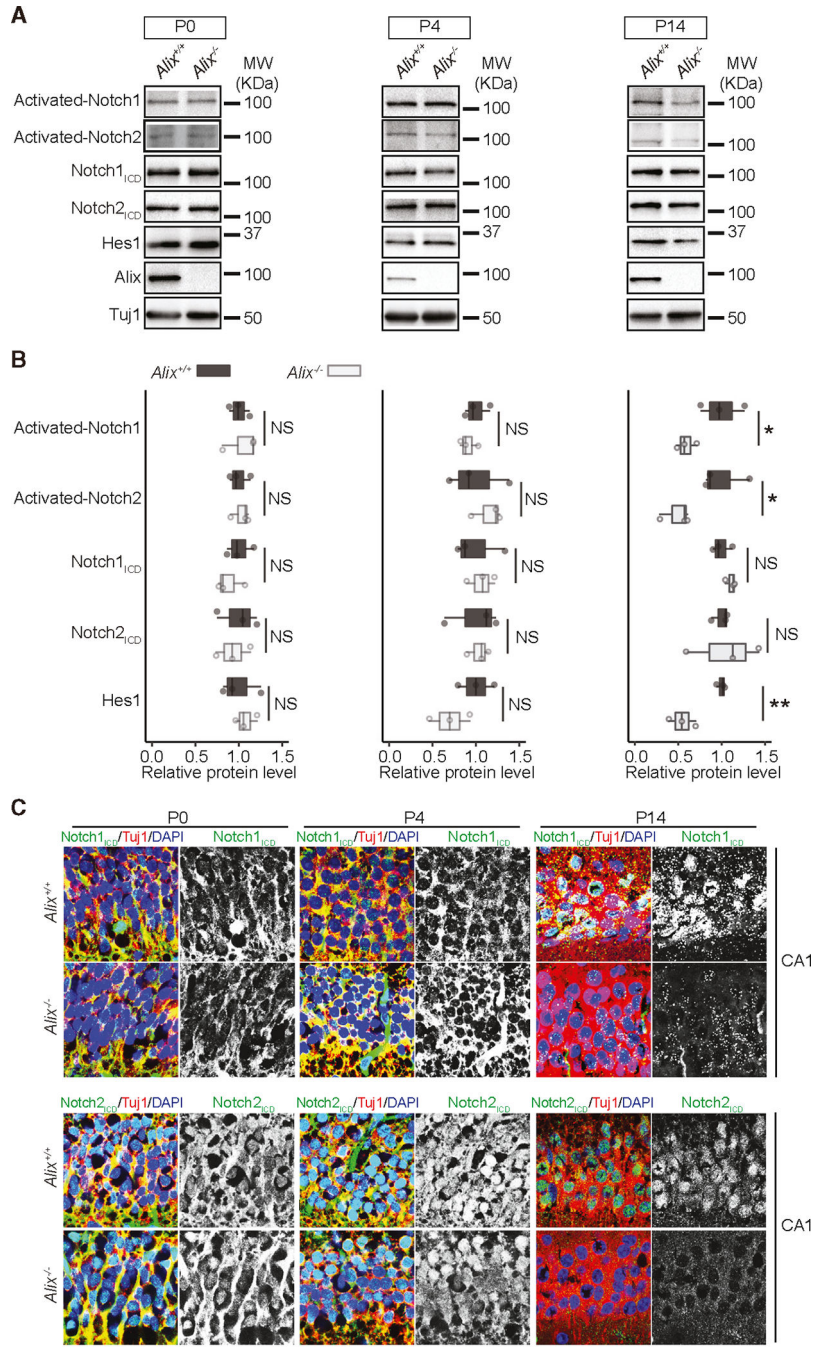 A
P0 P4 P14
Alix+/+ Alix-/- MW (KDa) Alix+/+ Alix-/- MW (KDa) Alix+/+ Alix-/- MW (KDa)
Activated-Notch1 100 100 100
Activated-Notch2 100 100 100
Notch1ICD 100 100 100
Notch2ICD 100 100 100
Hes1 37 37 37
Alix 100 100 100
Tuj1 50 50 50
B
Alix+/+ Alix-/-
Activated-Notch1 NS NS *
Activated-Notch2 NS NS *
Notch1ICD NS NS NS
Notch2ICD NS NS NS
Hes1 NS NS **
0.0 0.5 1.0 1.5 0.0 0.5 1.0 1.5 0.0 0.5 1.0 1.5
Relative protein level Relative protein level Relative protein level
C
P0 P4 P14
Notch1ICD/Tuj1/DAPI Notch1ICD Notch1ICD/Tuj1/DAPI Notch1ICD Notch1ICD/Tuj1/DAPI Notch1ICD
Alix+/+
CA1
Alix-/-
Notch2ICD/Tuj1/DAPI Notch2ICD Notch2ICD/Tuj1/DAPI Notch2ICD Notch2ICD/Tuj1/DAPI Notch2ICD
Alix+/+
CA1
Alix-/-